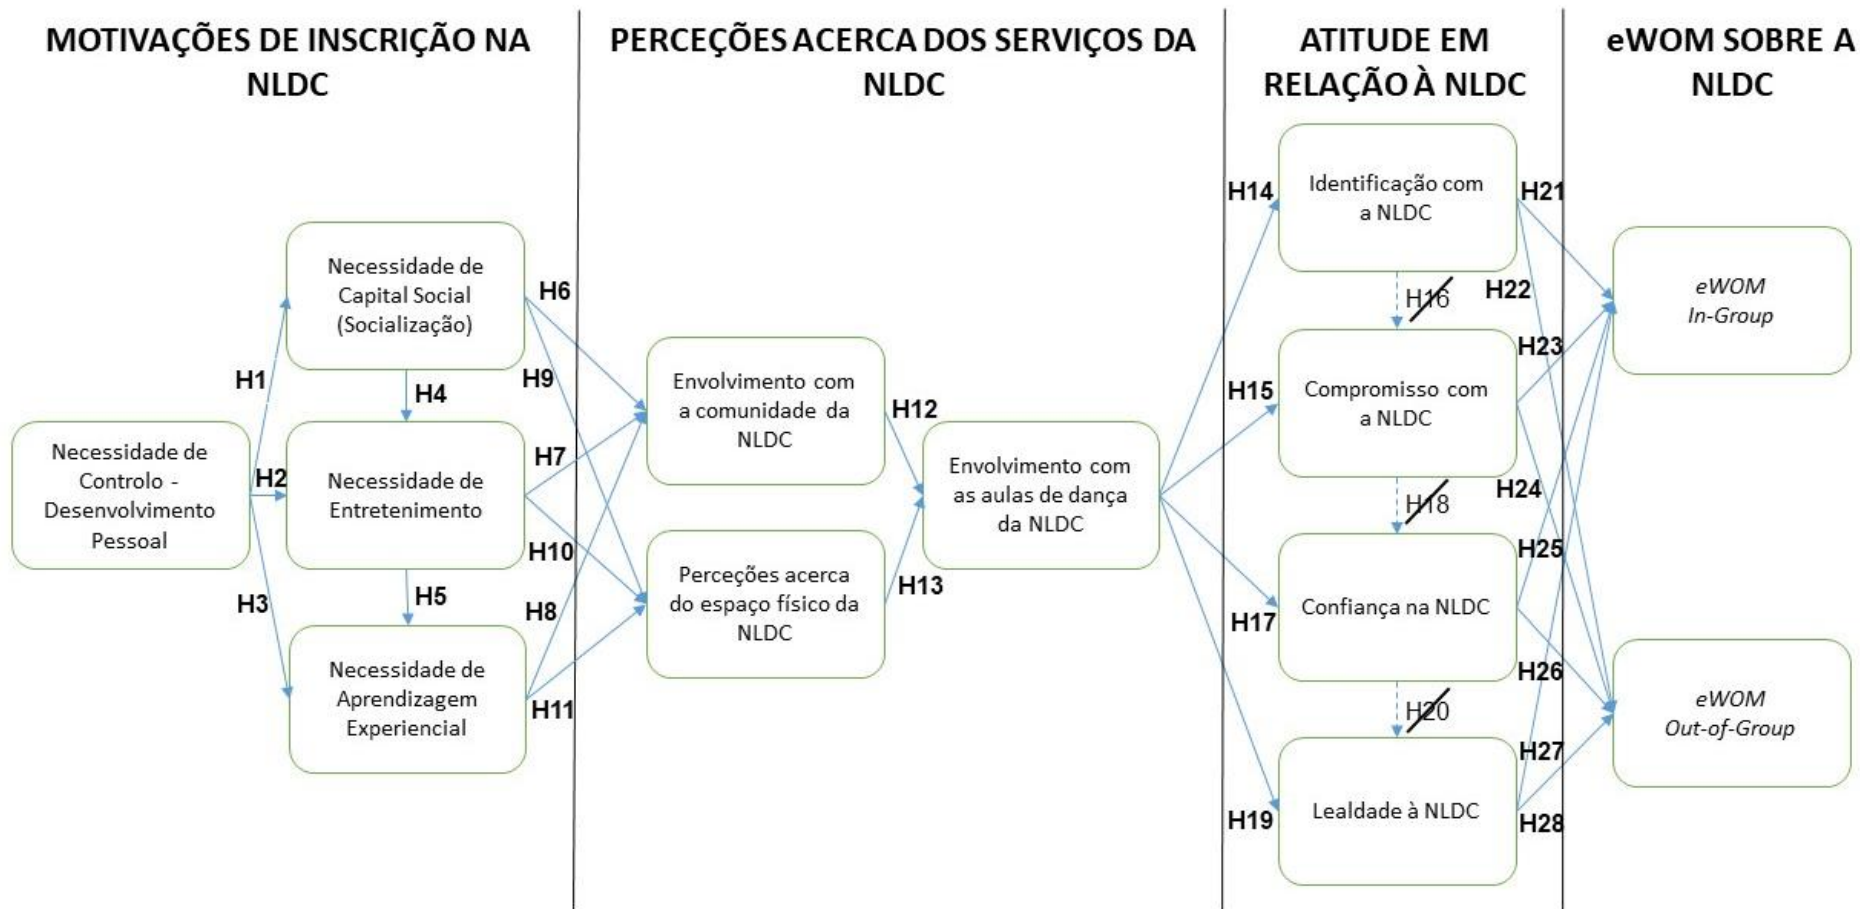 MOTIVAÇÕES DE INSCRIÇÃO NA
NLDC
PERCEÇÕES ACERCA DOS SERVIÇOS DA
NLDC
ATITUDE EM
RELAÇÃO À NLDC
eWOM SOBRE A
NLDC
Necessidade de
Controlo -
Desenvolvimento
Pessoal
H1
H2
H3
Necessidade de
Capital Social
(Socialização)
H4
Necessidade de
Entretenimento
H5
Necessidade de
Aprendizagem
Experiencial
H6
H9
H7
H10
H8
H11
Envolvimento com
a comunidade da
NLDC
Perceções acerca
do espaço físico da
NLDC
H12
H13
Envolvimento com
as aulas de dança
da NLDC
H14
H15
H17
H19
Identificação com
a NLDC
H16
Compromisso com
a NLDC
H18
Confiança na NLDC
H20
Lealdade à NLDC
H21
H22
H23
H24
H25
H26
H27
H28
eWOM
In-Group
eWOM
Out-of-Group